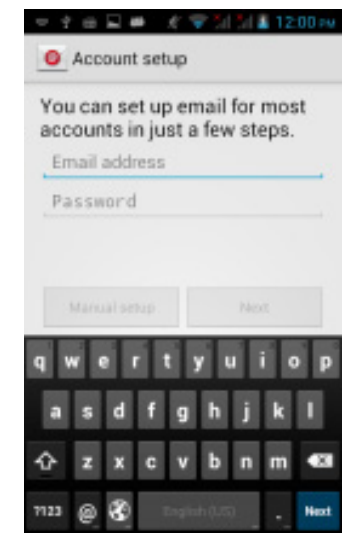 12:00 PM
Account setup
You can set up email for most
accounts in just a few steps.
Email address
Password
Manual setup Next
q w e r t y u i o p
a s d f g h j k l
z x c v b n m
?123 @ English (US) . Next